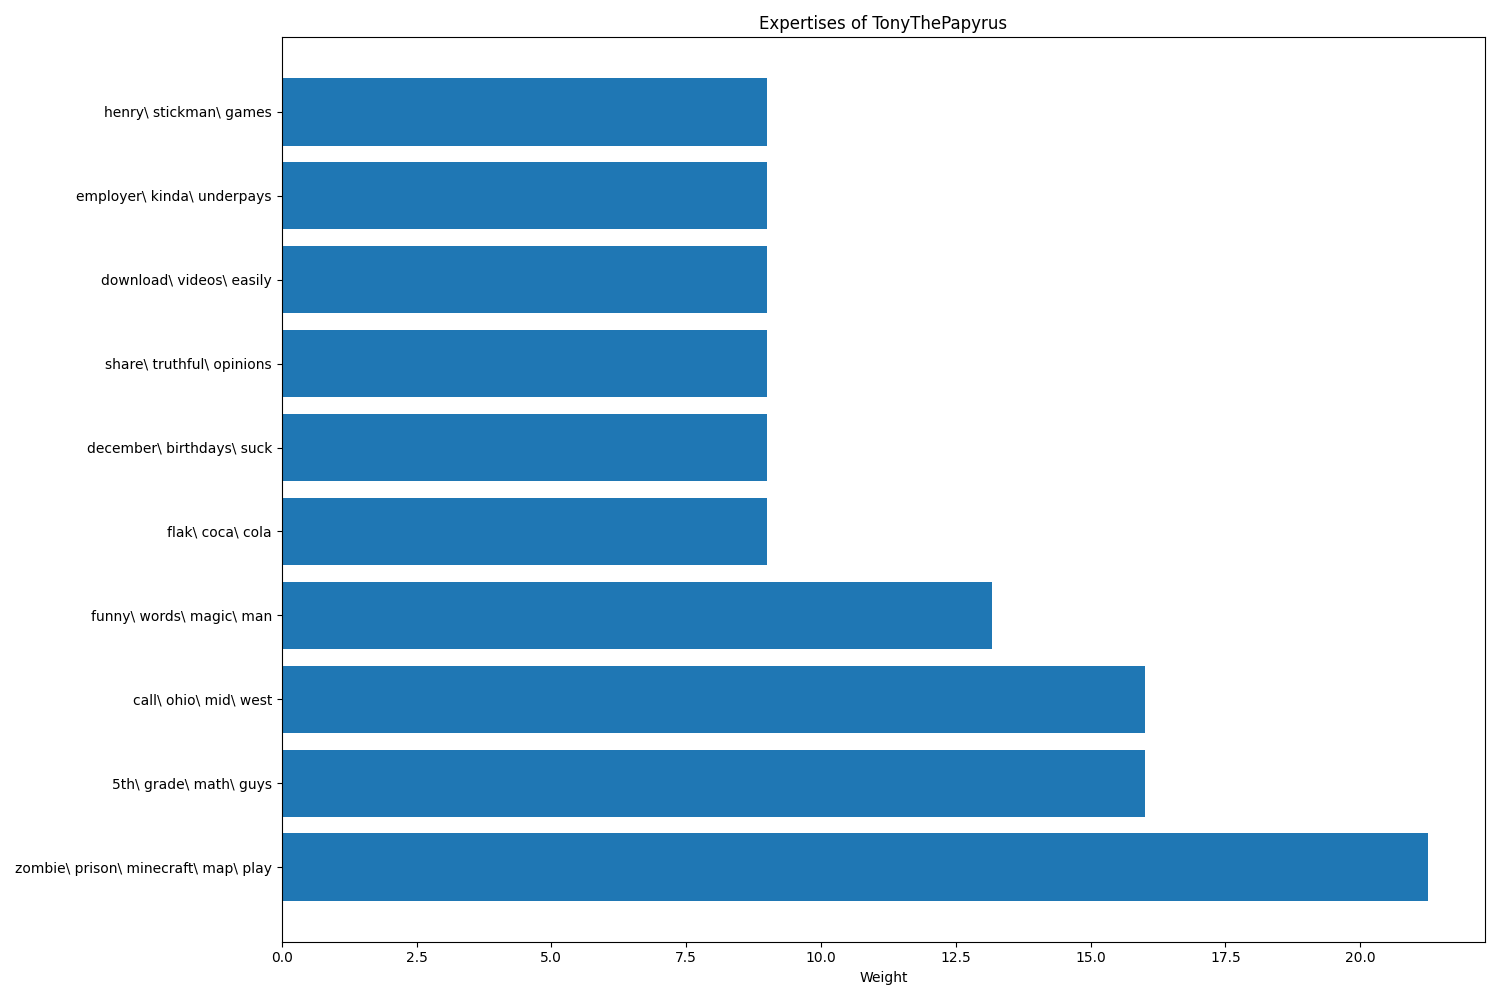 Expertises of TonyThePapyrus
henry\ stickman\ games
employer\ kinda\ underpays
download\ videos\ easily
share\ truthful\ opinions
december\ birthdays\ suck
flak\ coca\ cola
funny\ words\ magic\ man
call\ ohio\ mid\ west
5th\ grade\ math\ guys
zombie\ prison\ minecraft\ map\ play
0.0 2.5 5.0 7.5 10.0 12.5 15.0 17.5 20.0
Weight